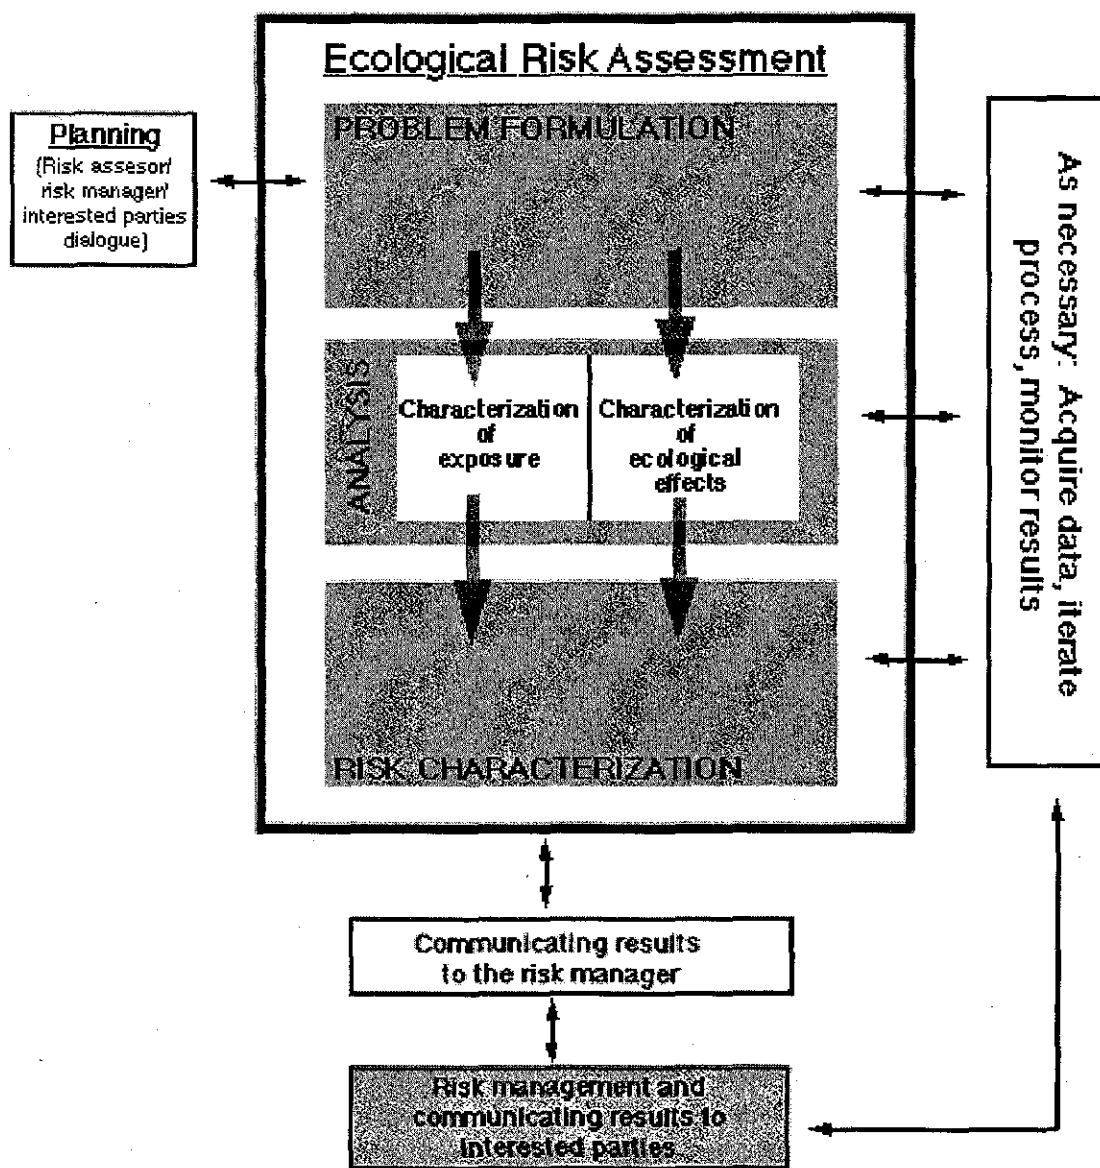 Ecological Risk Assessment
Planning
(Risk assesor/
risk manager/
interested parties
dialogue)
PROBLEM FORMULATION
ANALYSIS
Characterization
of
exposure
Characterization
of
ecological
effects
RISK CHARACTERIZATION
As necessary: Acquire data, iterate
process, monitor results
Communicating results
to the risk manager
Risk management and
communicating results to
interested parties